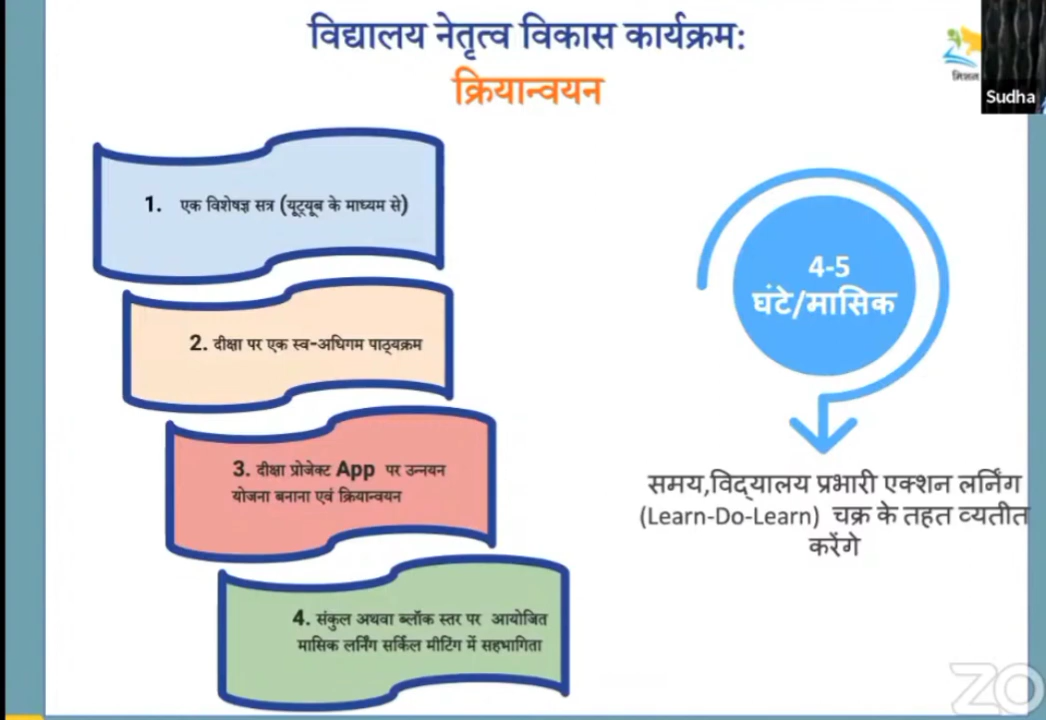 विद्यालय नेतृत्व विकास कार्यक्रम:
क्रियान्वयन
मिशन
Sudha
1. एक विशेषज्ञ सत्र (यूट्यूब के माध्यम से)
2. दीक्षा पर एक स्व-अधिगम पाठ्यक्रम
3. दीक्षा प्रोजेक्ट App पर उन्नयन
योजना बनाना एवं क्रियान्वयन
4. संकुल अथवा ब्लॉक स्तर पर आयोजित
मासिक लर्निंग सर्किल मीटिंग में सहभागिता
4-5
घंटे/मासिक
समय,विद्यालय प्रभारी एक्शन लर्निंग
(Learn-Do-Learn) चक्र के तहत व्यतीत
करेंगे